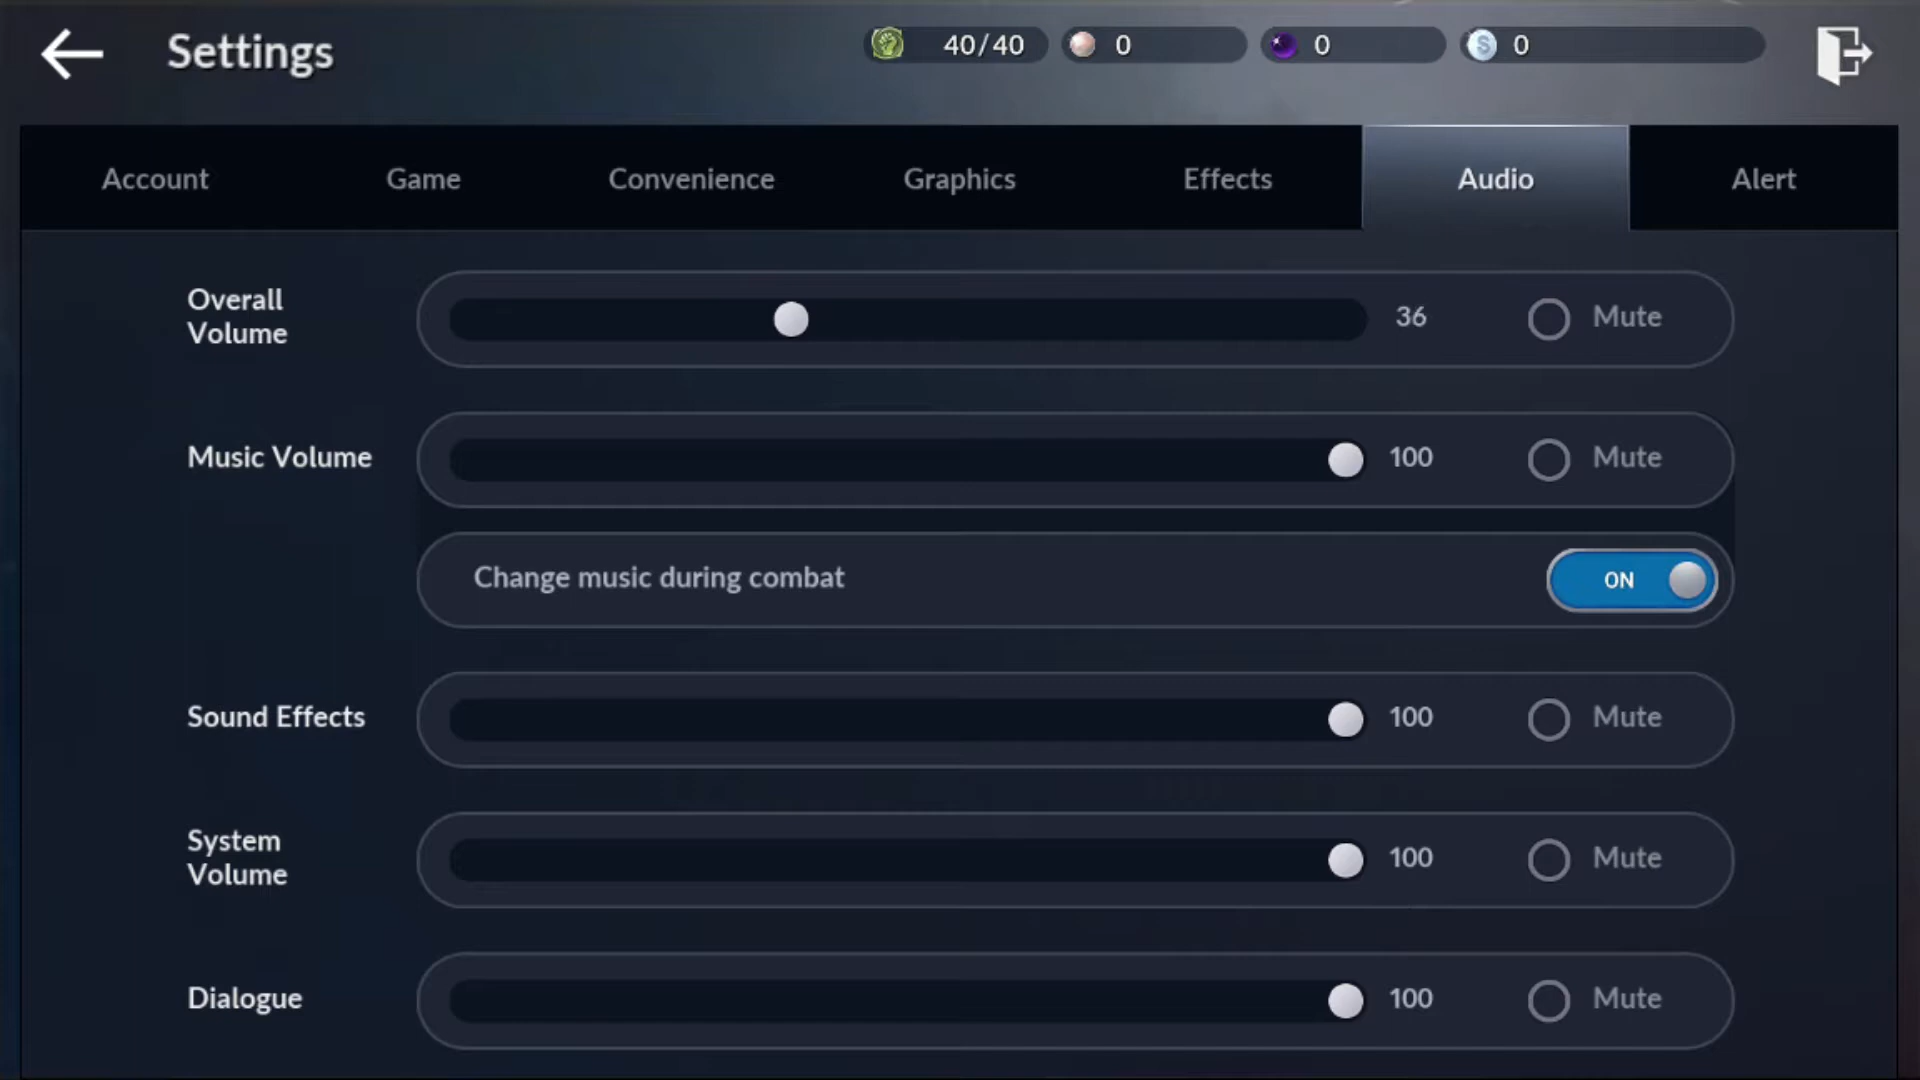 Settings
40/40
0
0
S 0
Account Game Convenience Graphics Effects Audio Alert
Overall
Volume
36 Mute
Music Volume 100 Mute
Change music during combat ON
Sound Effects 100 Mute
System
Volume
100 Mute
Dialogue 100 Mute